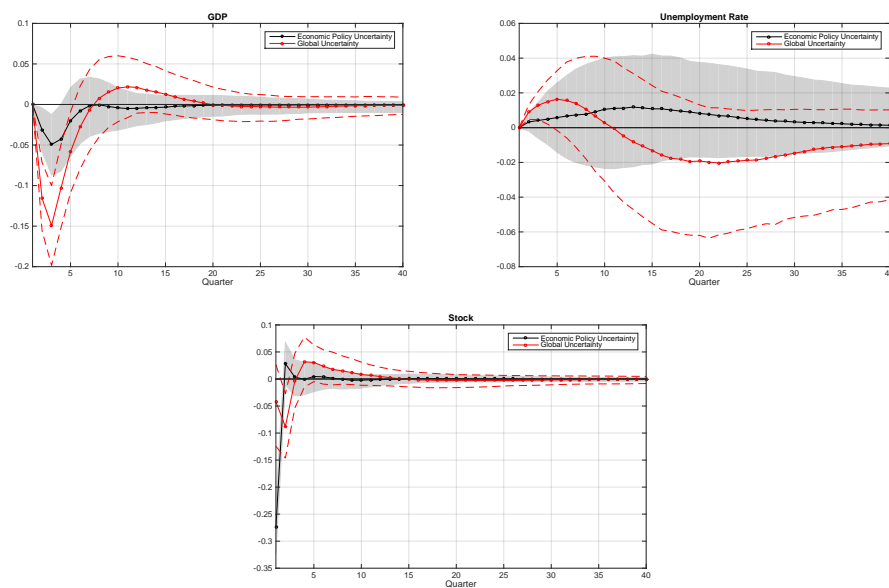 GDP
0.1
0.05
0
-0.05
-0.1
-0.15
-0.2
5 10 15 20 25 30 35 40
Quarter
Economic Policy Uncertainty
Global Uncertainty
Unemployment Rate
0.06
0.04
0.02
0
-0.02
-0.04
-0.06
-0.08
5 10 15 20 25 30 35 40
Quarter
Economic Policy Uncertainty
Global Uncertainty
Stock
0.1
0.05
0
-0.05
-0.1
-0.15
-0.2
-0.25
-0.3
-0.35
5 10 15 20 25 30 35 40
Quarter
Economic Policy Uncertainty
Global Uncertainty